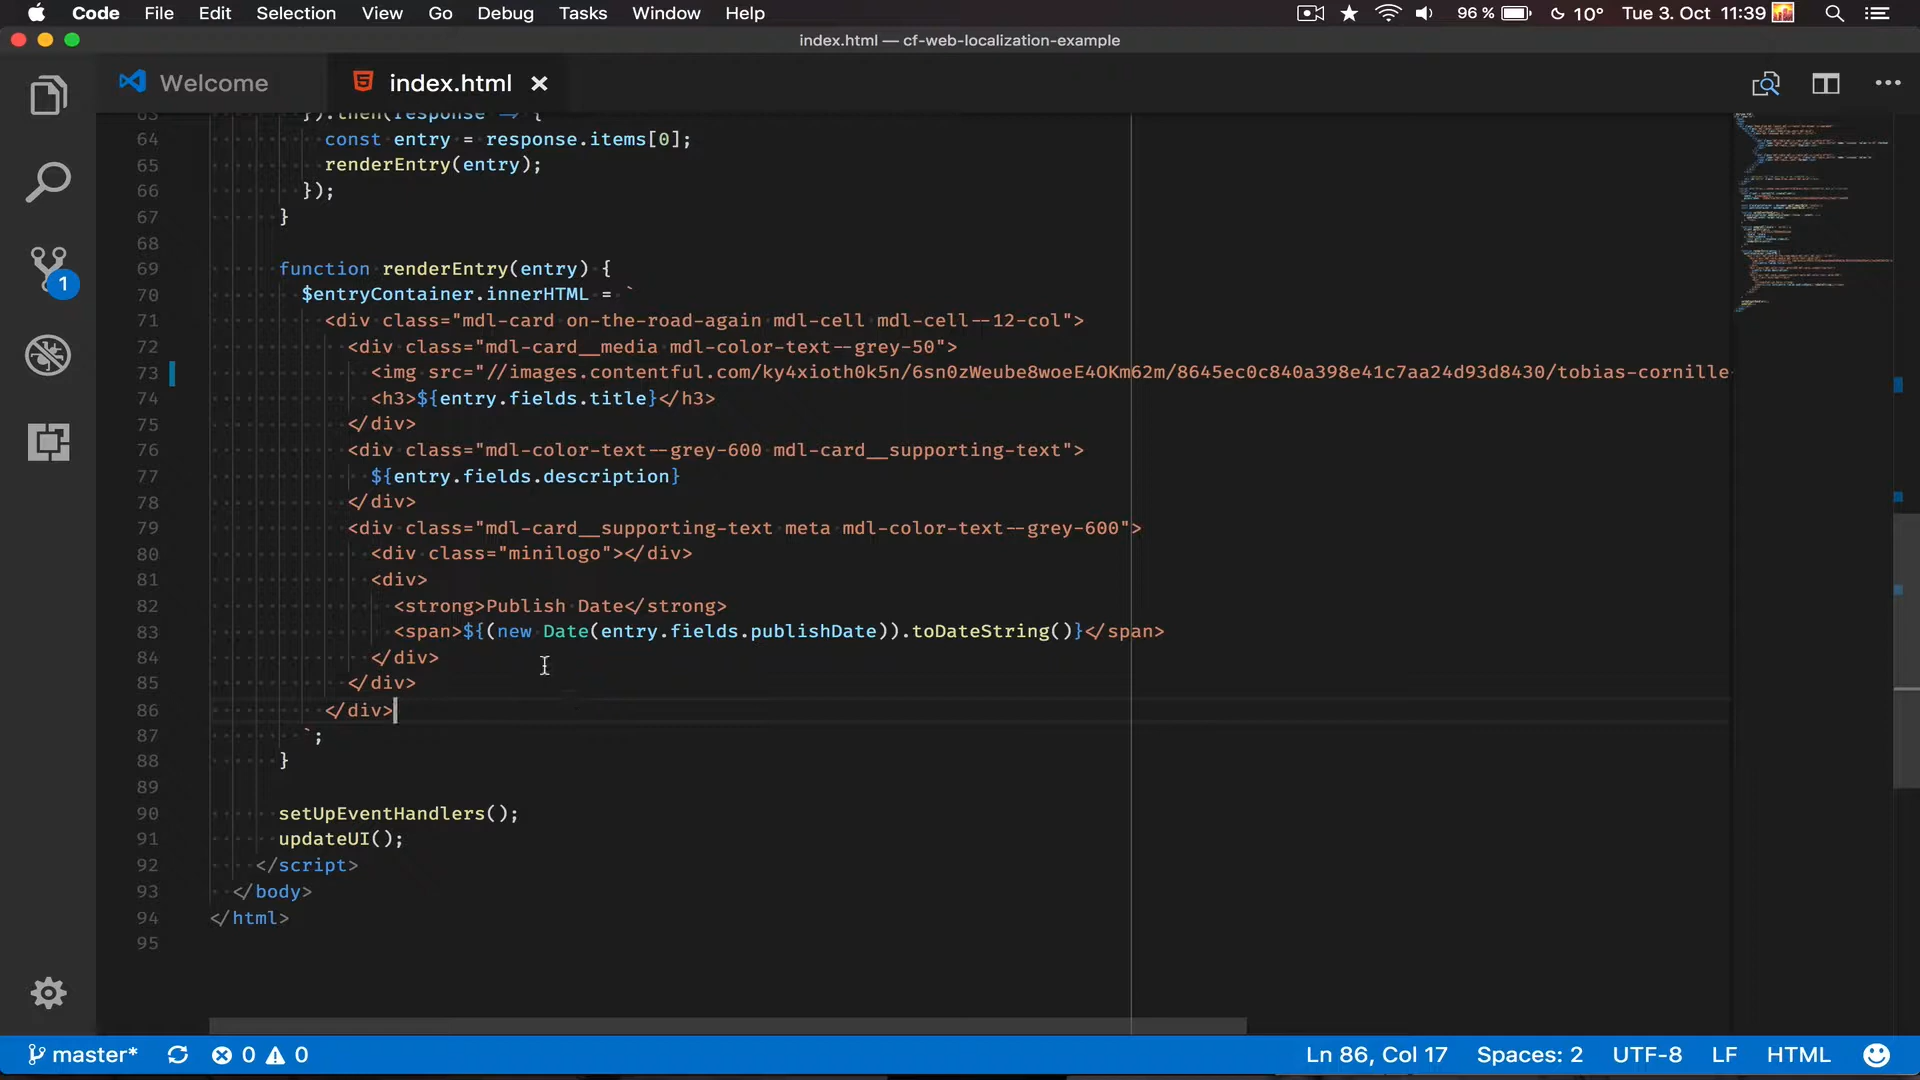 Code File Edit Selection View Go Debug Tasks Window Help 96 % 10° Tue 3. Oct 11:39
index.html — cf-web-localization-example
Welcome index.html
63 }).then(response => {
64 const entry = response.items[0];
65 renderEntry(entry);
66 });
67 }
68
69 function renderEntry(entry) {
70 $entryContainer.innerHTML = `
71 <div class="mdl-card on-the-road-again mdl-cell mdl-cell--12-col">
72 <div class="mdl-card__media mdl-color-text--grey-50">
73 <img src="//images.contentful.com/ky4xioth0k5n/6sn0zWeube8woeE4OKm62m/8645ec0c840a398e41c7aa24d93d8430/tobias-cornille
74 <h3>${entry.fields.title}</h3>
75 </div>
76 <div class="mdl-color-text--grey-600 mdl-card__supporting-text">
77 ${entry.fields.description}
78 </div>
79 <div class="mdl-card__supporting-text meta mdl-color-text--grey-600">
80 <div class="minilogo"></div>
81 <div>
82 <strong>Publish Date</strong>
83 <span>${(new Date(entry.fields.publishDate)).toDateString()}</span>
84 </div>
85 </div>
86 </div>
87 `;
88 }
89
90 setUpEventHandlers();
91 updateUI();
92 </script>
93 </body>
94 </html>
95
1
master* 0 0 Ln 86, Col 17 Spaces: 2 UTF-8 LF HTML